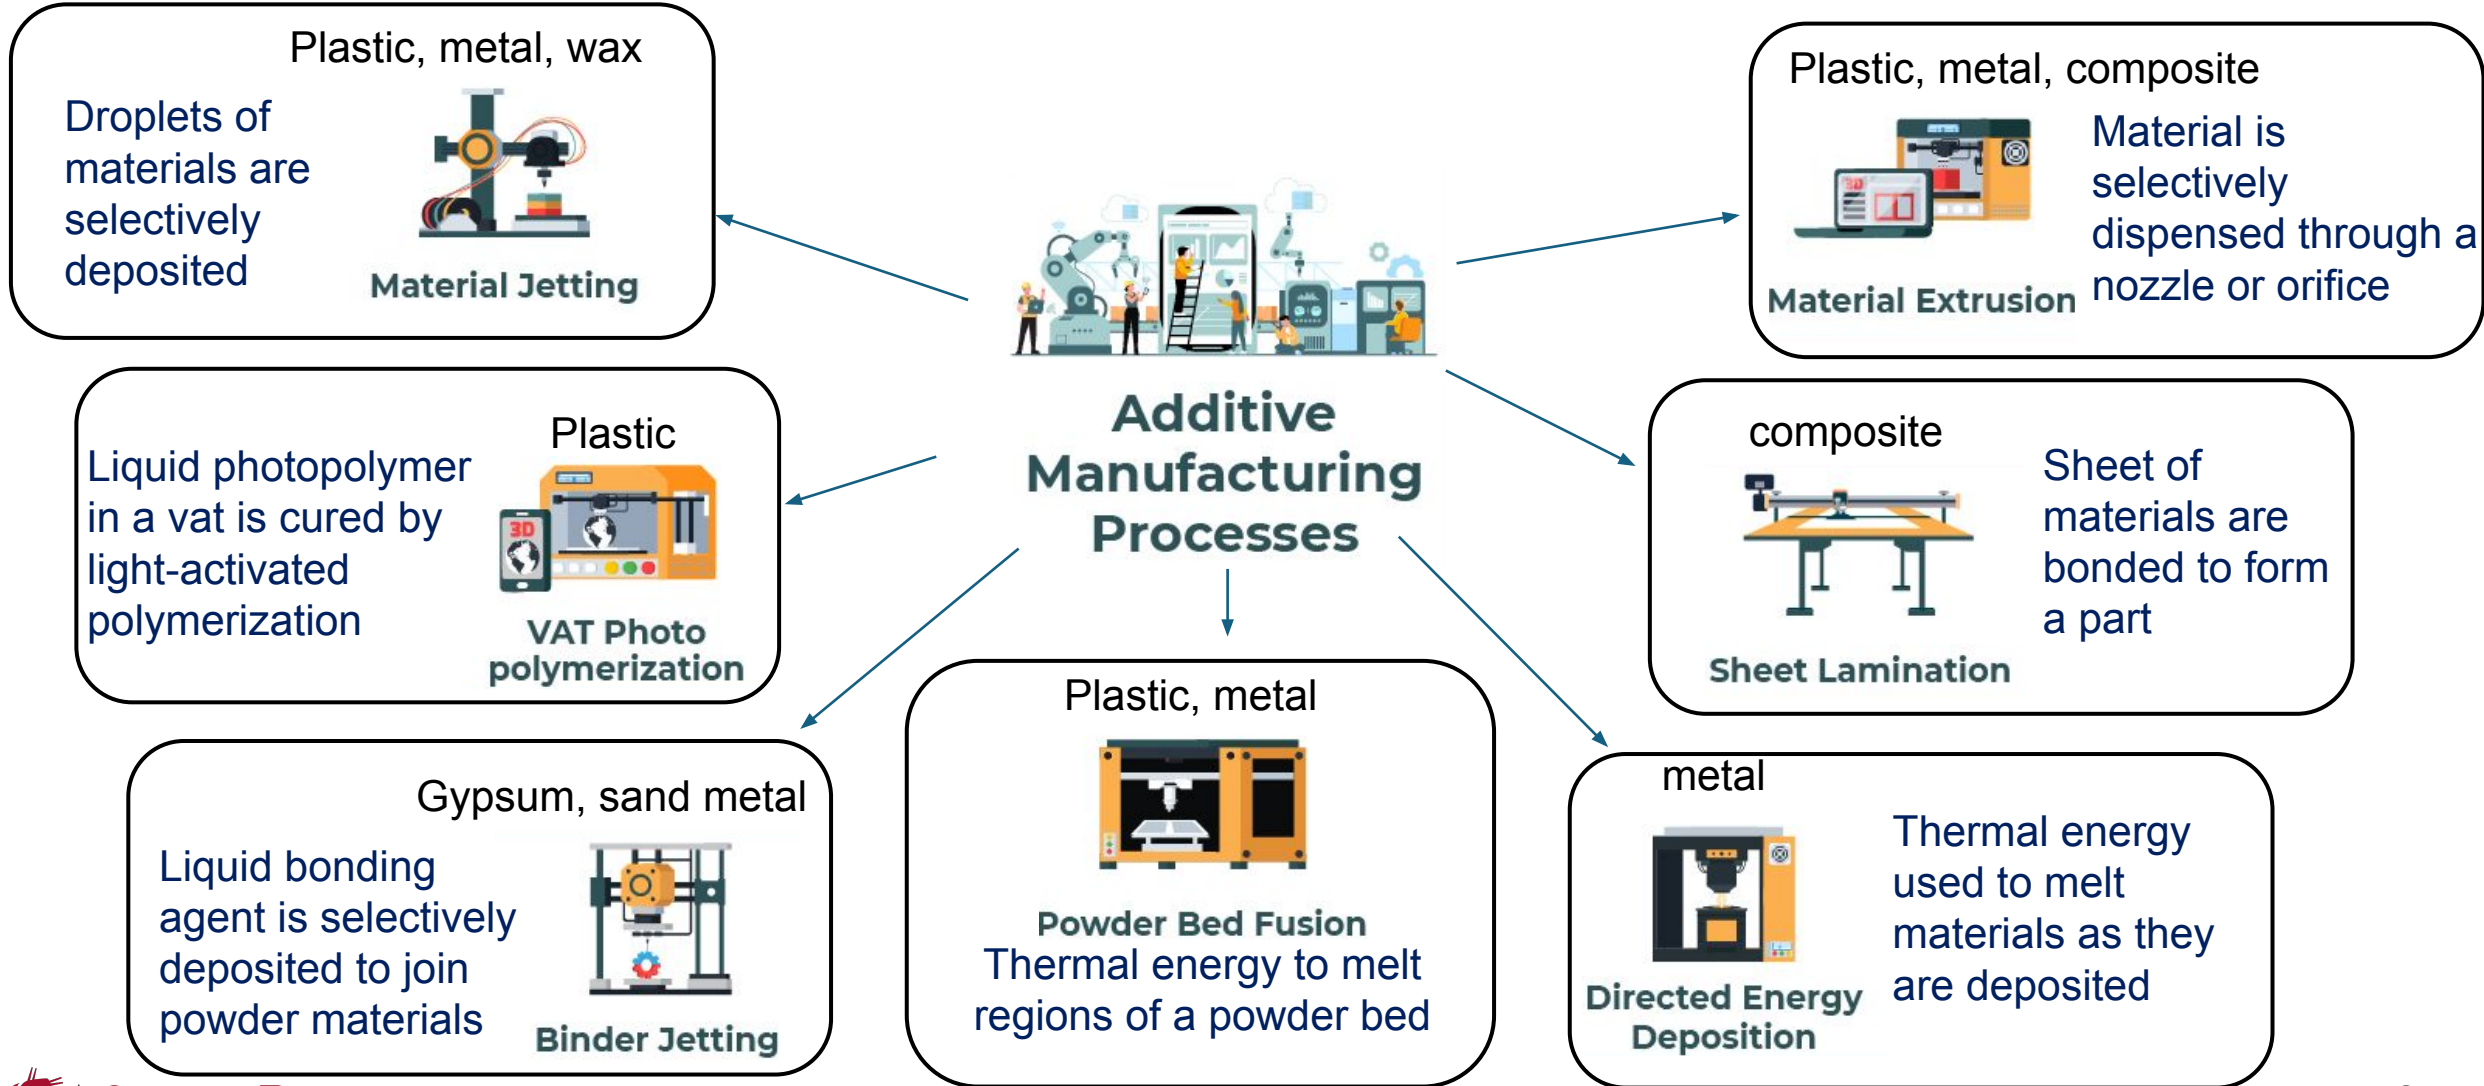 Plastic, metal, wax
Droplets of
materials are
selectively
deposited
Material Jetting
Plastic, metal, composite
Material is
selectively
dispensed through a
nozzle or orifice
Material Extrusion
3D
Additive
Manufacturing
Processes
Plastic
Liquid photopolymer
in a vat is cured by
light-activated
polymerization
3D
VAT Photo
polymerization
composite
Sheet of
materials are
bonded to form
a part
Sheet Lamination
Gypsum, sand metal
Liquid bonding
agent is selectively
deposited to join
powder materials
Binder Jetting
Plastic, metal
Powder Bed Fusion
Thermal energy to melt
regions of a powder bed
metal
Thermal energy
used to melt
materials as they
are deposited
Directed Energy
Deposition